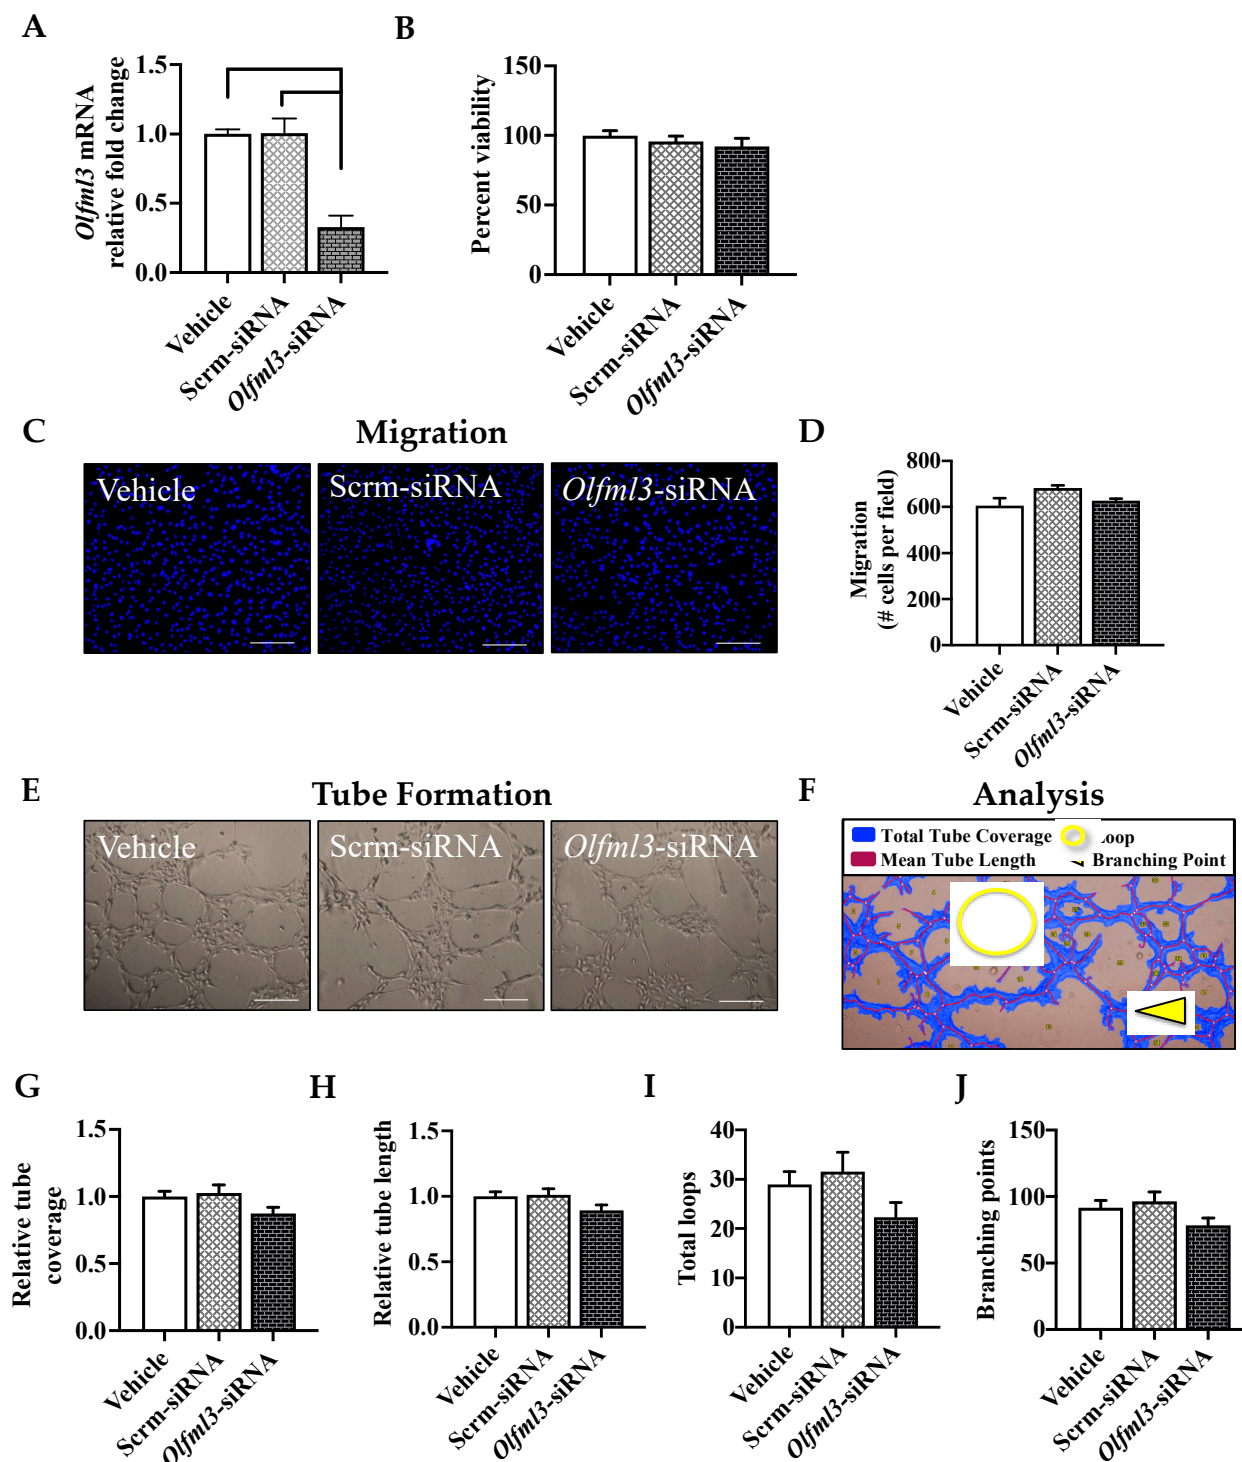 A
B
Olfml3 mRNA
relative fold change
1.5
1.0
0.5
0.0
Vehicle
Scrm-siRNA
Olfml3-siRNA
Percent viability
150
100
50
0
Vehicle
Scrm-siRNA
Olfml3-siRNA
C
Migration
Vehicle
Scrm-siRNA
Olfml3-siRNA
D
Migration
(# cells per field)
800
600
400
200
0
Vehicle
Scrm-siRNA
Olfml3-siRNA
E
Tube Formation
Vehicle
Scrm-siRNA
Olfml3-siRNA
F
Analysis
Total Tube Coverage
Mean Tube Length
Branching Point
G
Relative tube
coverage
1.5
1.0
0.5
0.0
Vehicle
Scrm-siRNA
Olfml3-siRNA
H
Relative tube length
1.5
1.0
0.5
0.0
Vehicle
Scrm-siRNA
Olfml3-siRNA
I
Total loops
40
30
20
10
0
Vehicle
Scrm-siRNA
Olfml3-siRNA
J
Branching points
150
100
50
0
Vehicle
Scrm-siRNA
Olfml3-siRNA